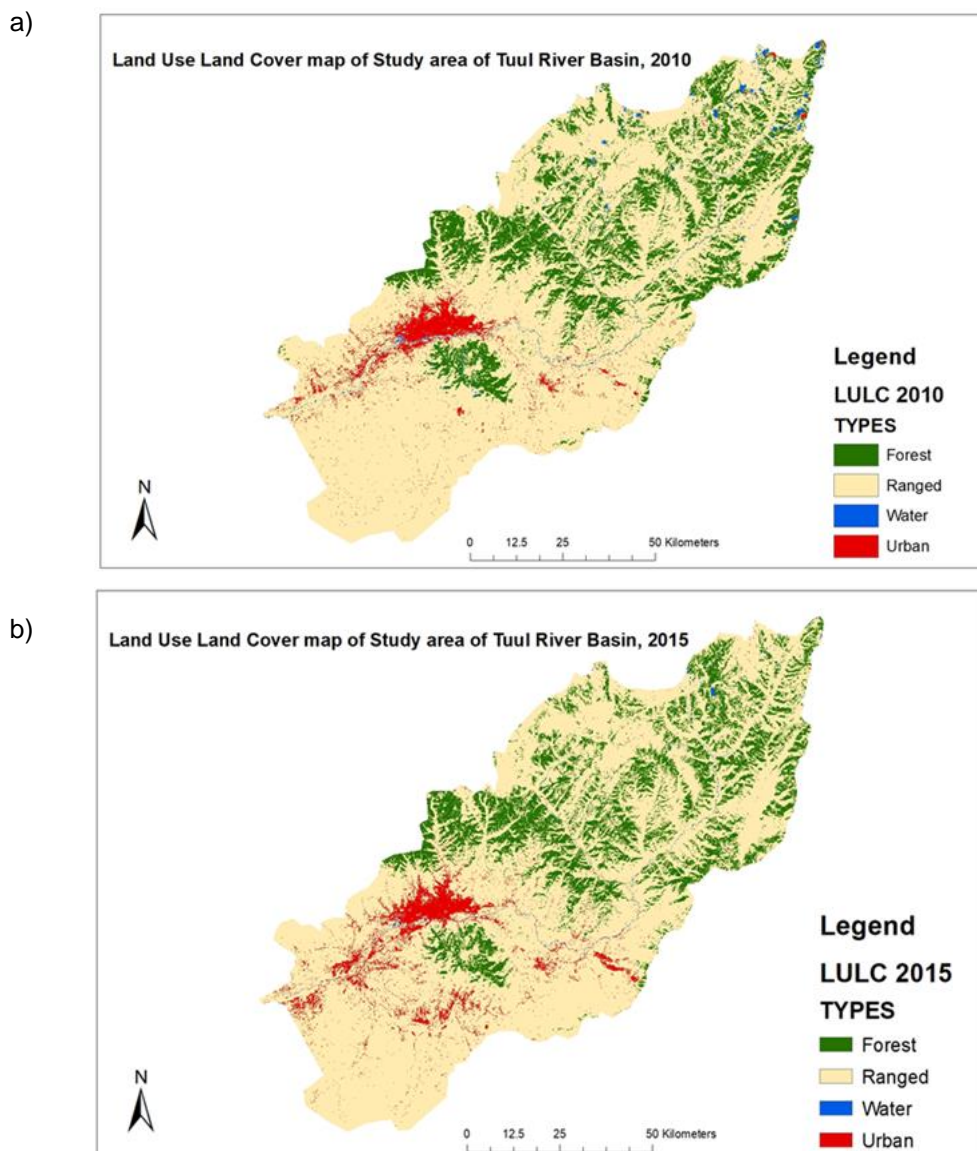 a)
Land Use Land Cover map of Study area of Tuul River Basin, 2010
Legend
LULC 2010
TYPES
Forest
Ranged
Water
Urban
N
0 12.5 25 50 Kilometers
b)
Land Use Land Cover map of Study area of Tuul River Basin, 2015
Legend
LULC 2015
TYPES
Forest
Ranged
Water
Urban
N
0 12.5 25 50 Kilometers